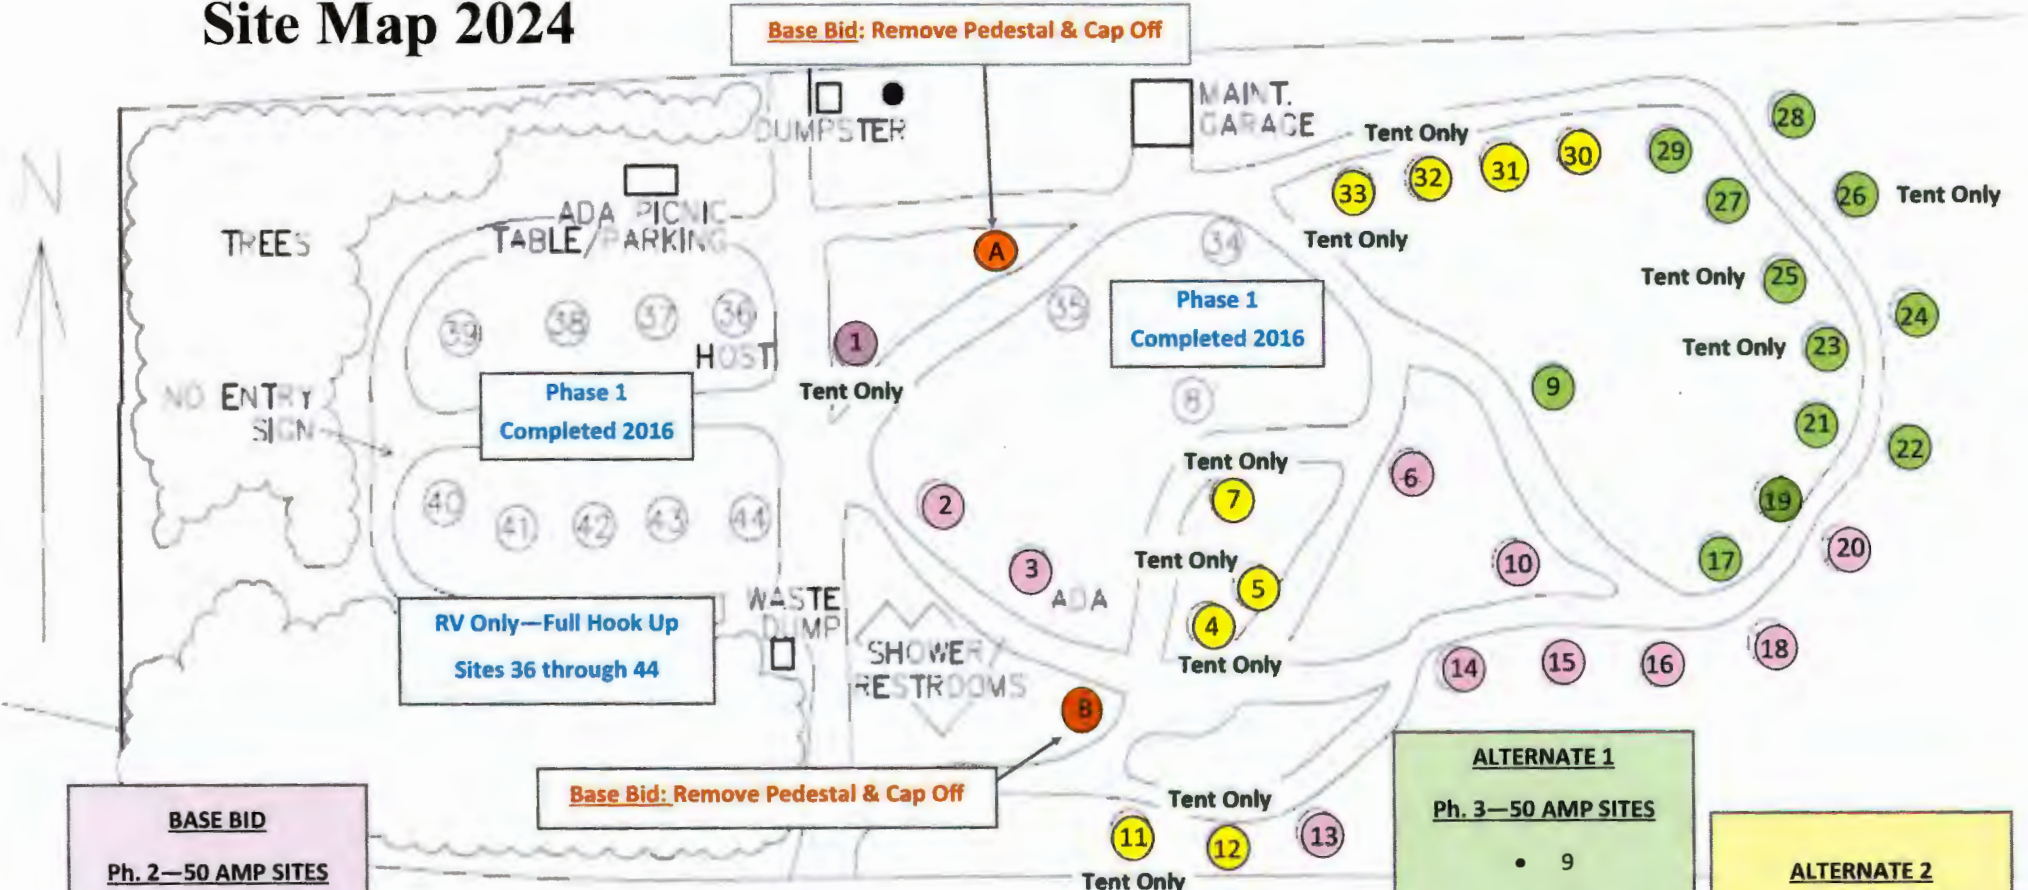 Site Map 2024
Base Bid: Remove Pedestal & Cap Off
N
DUMPSTER
MAINT.
GARAGE
Tent Only
28
33
32
31
30
29
27
26 Tent Only
Tent Only
TREES
ADA PICNIC
TABLE/PARKING
A
34
35
Phase 1
Completed 2016
Tent Only 25
24
39
38
37
36
HOST
1
Tent Only
Tent Only 23
NO ENTRY
SIGN
Phase 1
Completed 2016
8
9
21
22
Tent Only
7
6
19
40
41
42
43
44
2
3
ADA
Tent Only
5
4
Tent Only
10
17
20
RV Only—Full Hook Up
Sites 36 through 44
WASTE
DUMP
SHOWER/
RESTROOMS
B
14
15
16
18
Base Bid: Remove Pedestal & Cap Off
Tent Only
11
12
13
Tent Only
BASE BID
Ph. 2—50 AMP SITES
ALTERNATE 1
Ph. 3—50 AMP SITES
• 9
ALTERNATE 2